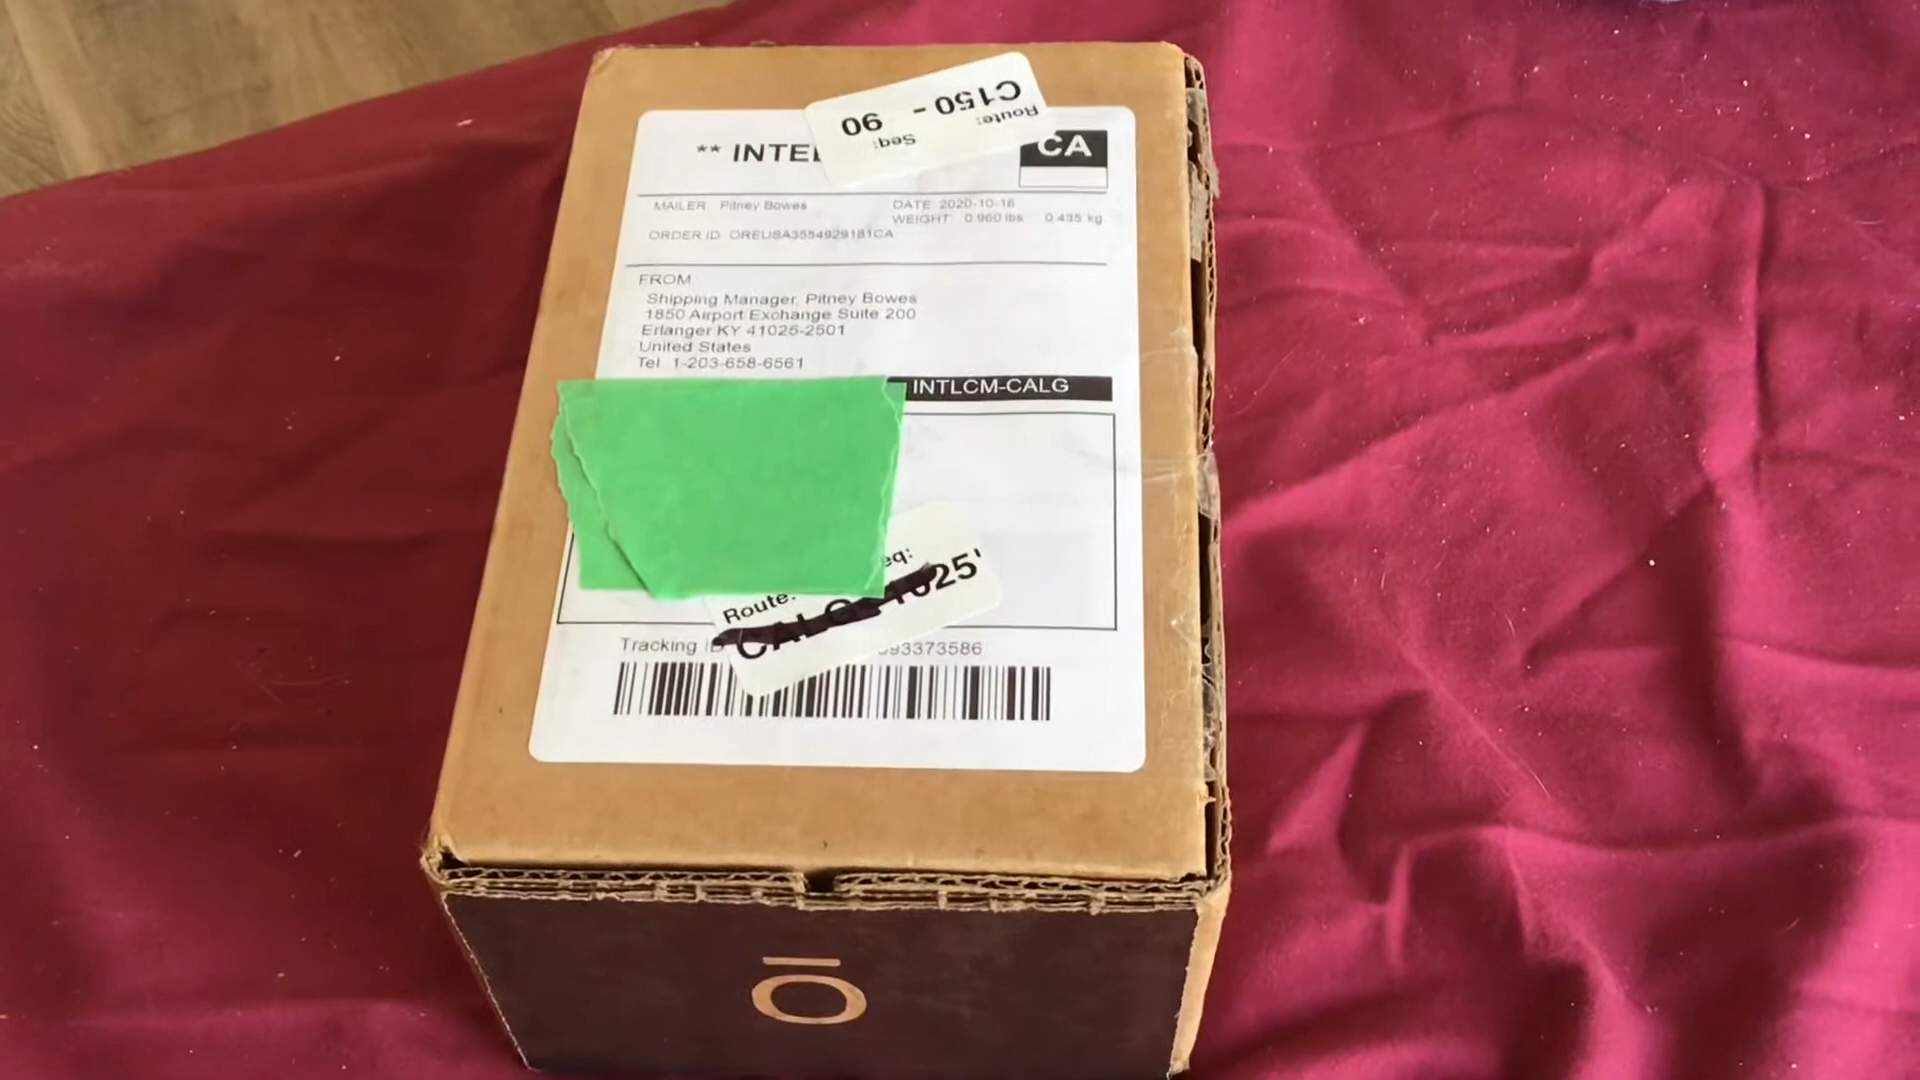 Route: Seq:
C150 - 90
** INTE
CA
MAILER: Pitney Bowes
DATE: 2020-10-16
WEIGHT: 0.960 lbs 0.435 kg
ORDER ID: OREUSA3554929181CA
FROM
Shipping Manager, Pitney Bowes
1850 Airport Exchange Suite 200
Erlanger KY 41025-2501
United States
Tel 1-203-658-6561
INTLCM-CALG
eq:
Route:
25
Tracking ID
93373586
Ō